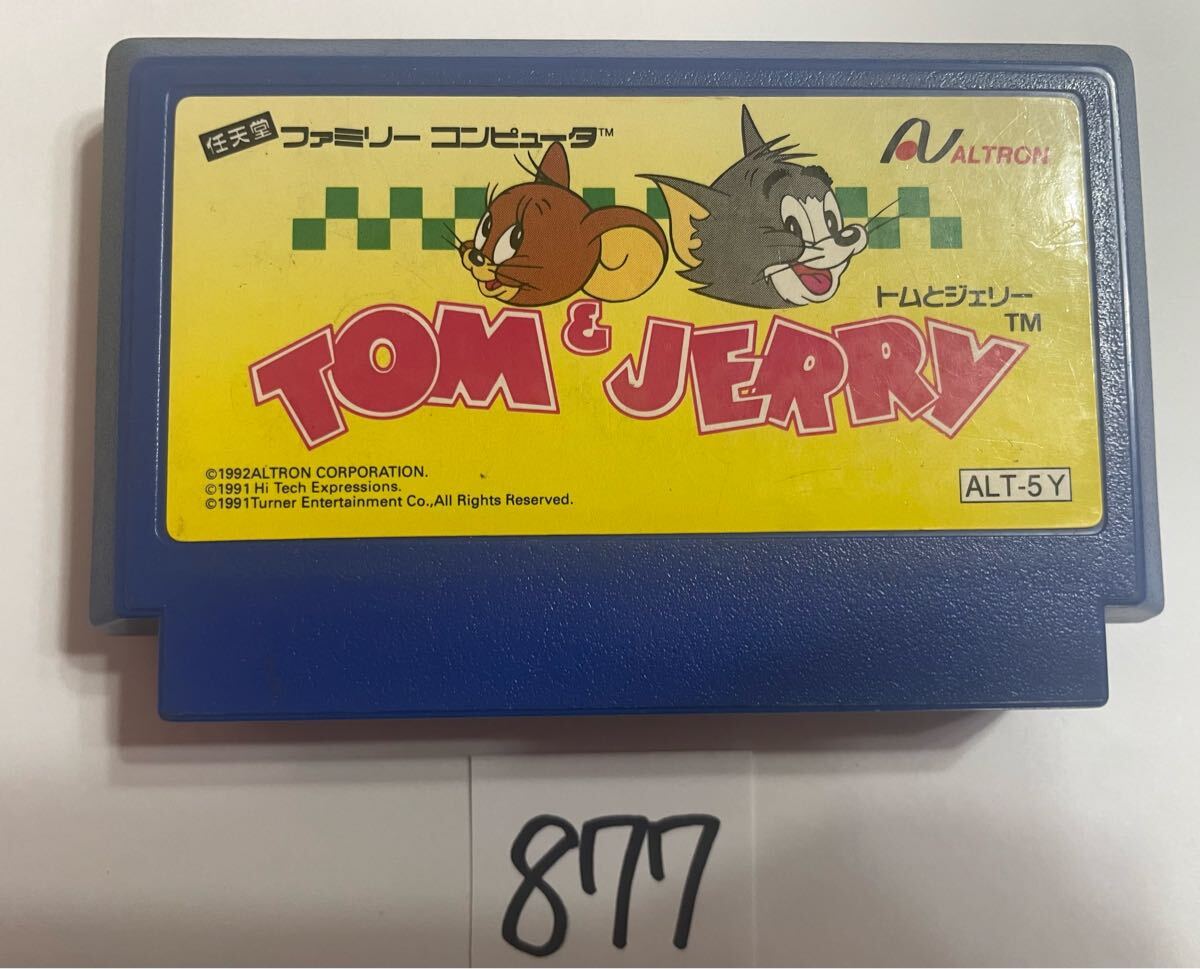 任天堂 ファミリー コンピュータ™
ALTRON
トムとジェリー
TM
TOM & JERRY
©1992ALTRON CORPORATION.
©1991 Hi Tech Expressions.
©1991Turner Entertainment Co.,All Rights Reserved.
ALT-5Y
877